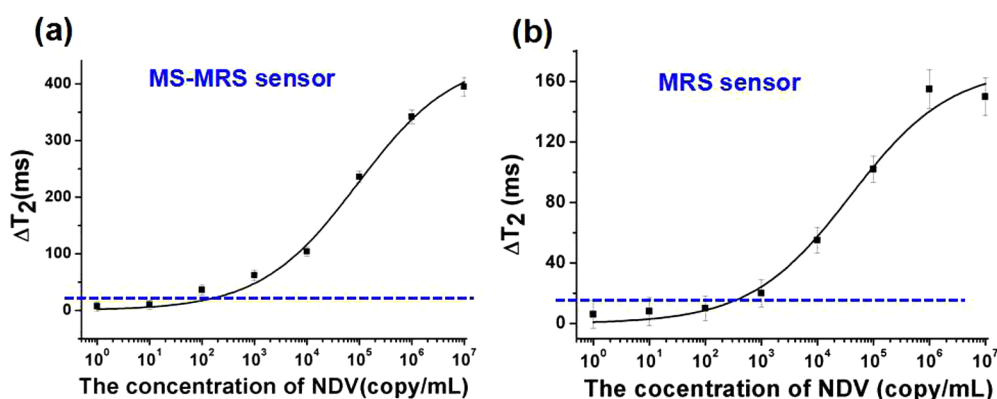 (a)
MS-MRS sensor
400
300
200
100
0
ΔT2(ms)
10^0 10^1 10^2 10^3 10^4 10^5 10^6 10^7
The concentration of NDV(copy/mL)
(b)
MRS sensor
160
120
80
40
0
ΔT2 (ms)
10^0 10^1 10^2 10^3 10^4 10^5 10^6 10^7
The cocentration of NDV (copy/mL)